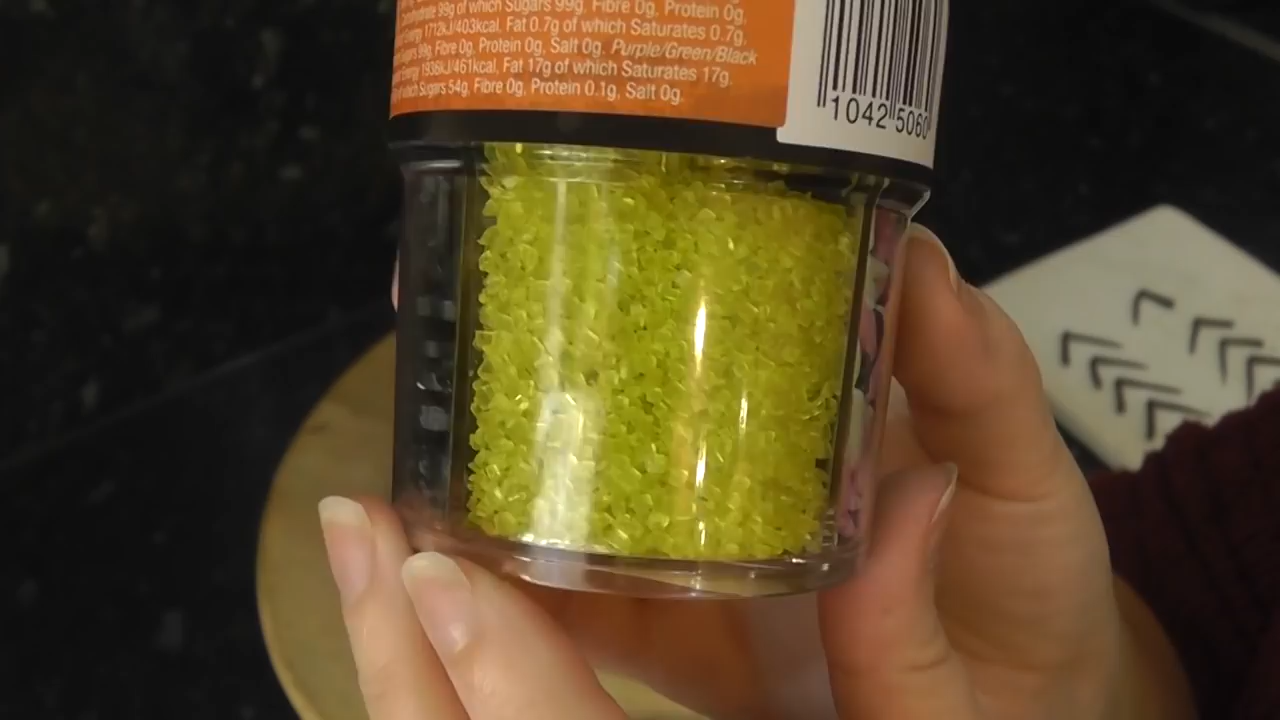 Carbohydrate 99g of which Sugars 99g, Fibre 0g, Protein 0g,
Energy 1712kJ/403kcal, Fat 0.7g of which Saturates 0.7g,
Sugars 99g, Fibre 0g, Protein 0g, Salt 0g. Purple/Green/Black
Energy 1936kJ/461kcal, Fat 17g of which Saturates 17g,
of which Sugars 54g, Fibre 0g, Protein 0.1g, Salt 0g.
1042 5060